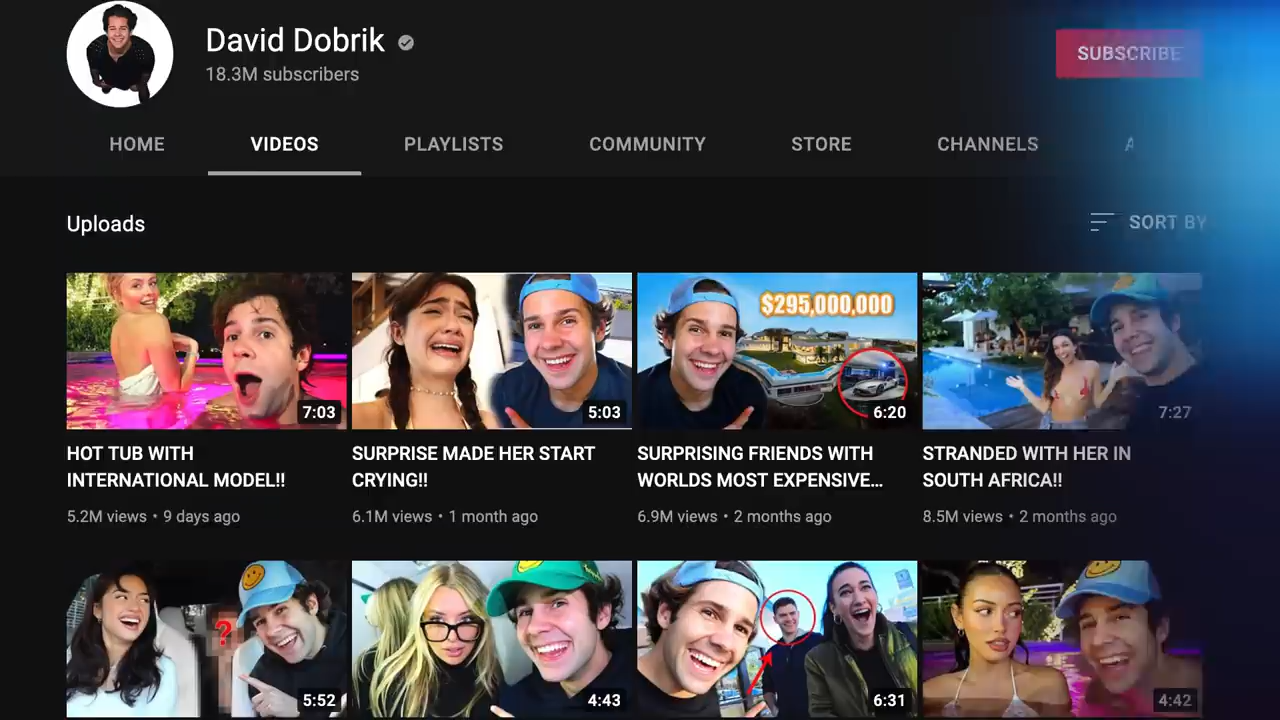 David Dobrik
18.3M subscribers
SUBSCRIBE
HOME VIDEOS PLAYLISTS COMMUNITY STORE CHANNELS A
Uploads
SORT BY
$295,000,000
7:03 5:03 6:20 7:27
HOT TUB WITH
INTERNATIONAL MODEL!!
5.2M views • 9 days ago
SURPRISE MADE HER START
CRYING!!
6.1M views • 1 month ago
SURPRISING FRIENDS WITH
WORLDS MOST EXPENSIVE...
6.9M views • 2 months ago
STRANDED WITH HER IN
SOUTH AFRICA!!
8.5M views • 2 months ago
?
5:52 4:43 6:31 4:42